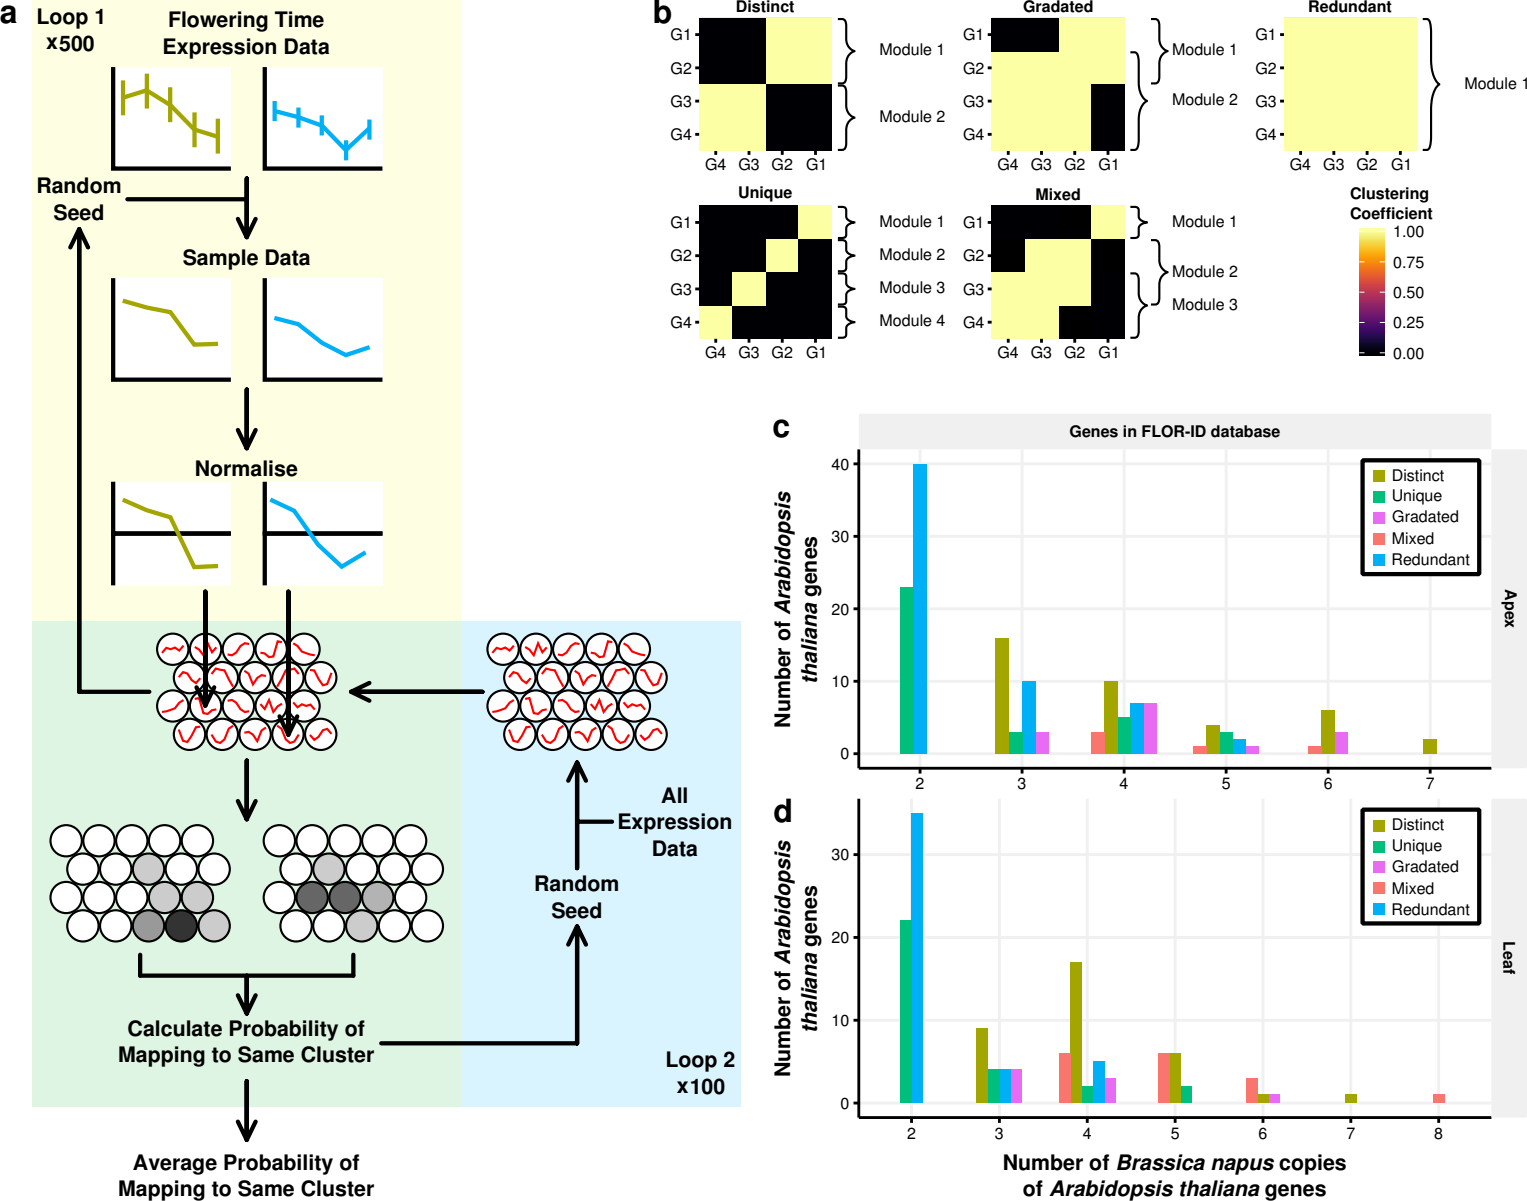 a
Loop 1
x500
Flowering Time
Expression Data
Random
Seed
Sample Data
Normalise
All
Expression
Data
Random
Seed
Calculate Probability of
Mapping to Same Cluster
Loop 2
x100
Average Probability of
Mapping to Same Cluster
b
Distinct
G1
G2
G3
G4
G4 G3 G2 G1
Module 1
Module 2
Gradated
G1
G2
G3
G4
G4 G3 G2 G1
Module 1
Module 2
Redundant
G1
G2
G3
G4
G4 G3 G2 G1
Module 1
Unique
G1
G2
G3
G4
G4 G3 G2 G1
Module 1
Module 2
Module 3
Module 4
Mixed
G1
G2
G3
G4
G4 G3 G2 G1
Module 1
Module 2
Module 3
Clustering
Coefficient
1.00
0.75
0.50
0.25
0.00
c
Genes in FLOR-ID database
Number of Arabidopsis
thaliana genes
40
30
20
10
0
2 3 4 5 6 7
Distinct
Unique
Gradated
Mixed
Redundant
Apex
d
Number of Arabidopsis
thaliana genes
30
20
10
0
2 3 4 5 6 7 8
Distinct
Unique
Gradated
Mixed
Redundant
Leaf
Number of Brassica napus copies
of Arabidopsis thaliana genes